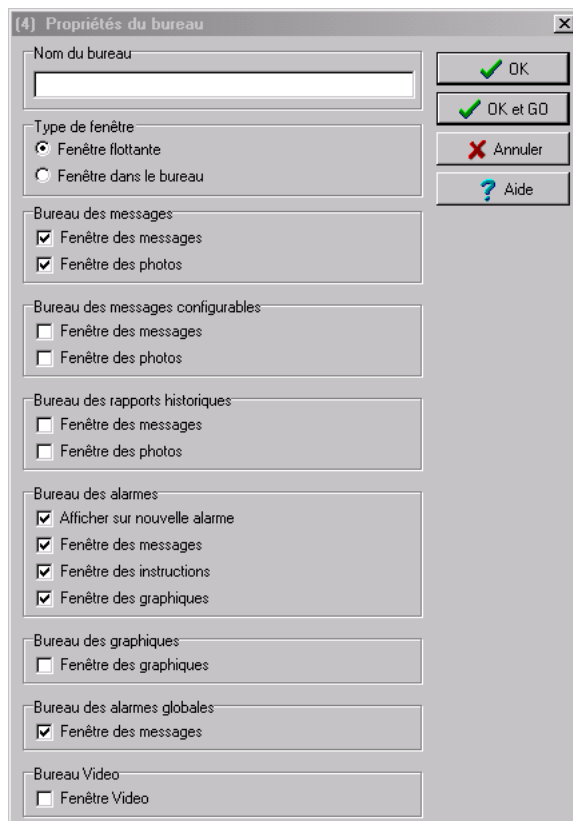 (4) Propriétés du bureau
Nom du bureau
OK
OK et GO
Annuler
Aide
Type de fenêtre
Fenêtre flottante
Fenêtre dans le bureau
Bureau des messages
Fenêtre des messages
Fenêtre des photos
Bureau des messages configurables
Fenêtre des messages
Fenêtre des photos
Bureau des rapports historiques
Fenêtre des messages
Fenêtre des photos
Bureau des alarmes
Afficher sur nouvelle alarme
Fenêtre des messages
Fenêtre des instructions
Fenêtre des graphiques
Bureau des graphiques
Fenêtre des graphiques
Bureau des alarmes globales
Fenêtre des messages
Bureau Video
Fenêtre Video